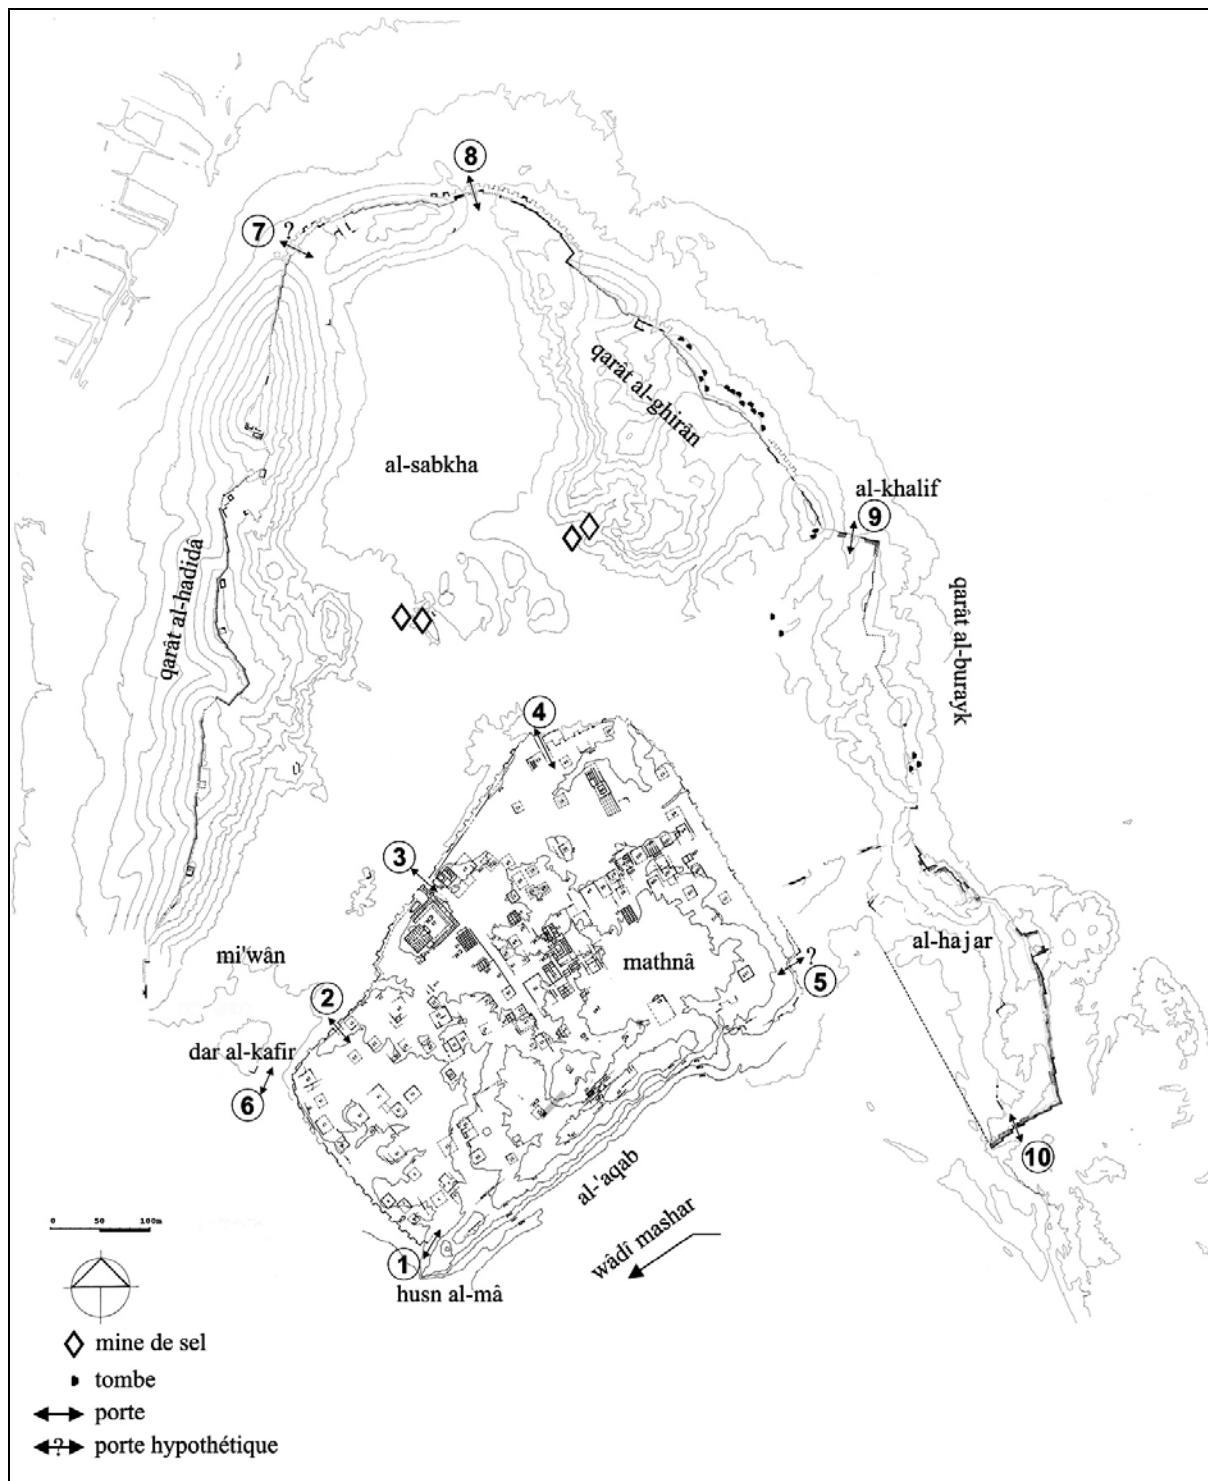 8
7
?
qarât al-ghirân
al-sabkha
al-khalif
9
qarât al-hadidâ
qarât al-burayk
4
3
al-hajar
mi'wân
mathnâ
?
5
2
dar al-kafir
6
10
al-'aqab
wâdî mashar
1
husn al-mâ
0 50 100m
mine de sel
tombe
porte
? porte hypothétique